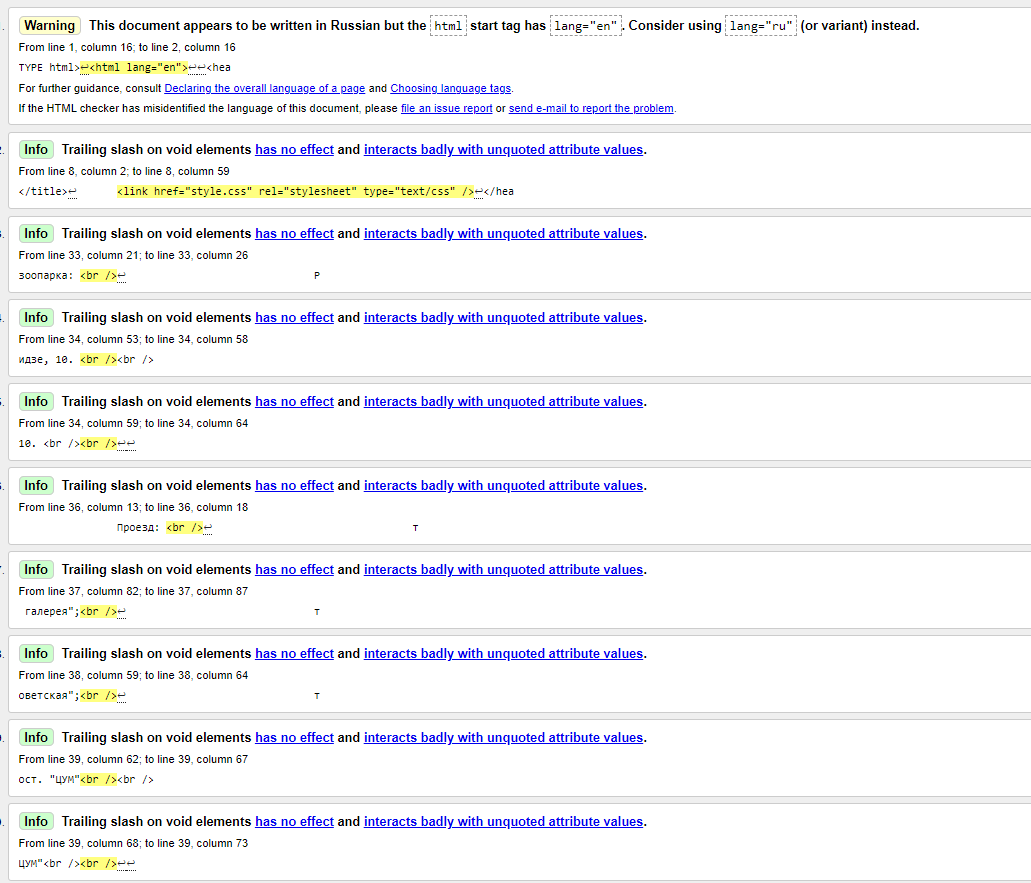 Warning This document appears to be written in Russian but the html start tag has lang="en". Consider using lang="ru" (or variant) instead.
From line 1, column 16; to line 2, column 16
TYPE html>↩<html lang="en">↩↩<hea
For further guidance, consult Declaring the overall language of a page and Choosing language tags.
If the HTML checker has misidentified the language of this document, please file an issue report or send e-mail to report the problem.
Info Trailing slash on void elements has no effect and interacts badly with unquoted attribute values.
From line 8, column 2; to line 8, column 59
</title>↩ <link href="style.css" rel="stylesheet" type="text/css" />↩</hea
Info Trailing slash on void elements has no effect and interacts badly with unquoted attribute values.
From line 33, column 21; to line 33, column 26
зоопарка: <br />↩ Р
Info Trailing slash on void elements has no effect and interacts badly with unquoted attribute values.
From line 34, column 53; to line 34, column 58
идзе, 10. <br /><br />
Info Trailing slash on void elements has no effect and interacts badly with unquoted attribute values.
From line 34, column 59; to line 34, column 64
10. <br /><br />↩↩
Info Trailing slash on void elements has no effect and interacts badly with unquoted attribute values.
From line 36, column 13; to line 36, column 18
Проезд: <br />↩ т
Info Trailing slash on void elements has no effect and interacts badly with unquoted attribute values.
From line 37, column 82; to line 37, column 87
галерея";<br />↩ т
Info Trailing slash on void elements has no effect and interacts badly with unquoted attribute values.
From line 38, column 59; to line 38, column 64
оветская";<br />↩ т
Info Trailing slash on void elements has no effect and interacts badly with unquoted attribute values.
From line 39, column 62; to line 39, column 67
ост. "ЦУМ"<br /><br />
Info Trailing slash on void elements has no effect and interacts badly with unquoted attribute values.
From line 39, column 68; to line 39, column 73
ЦУМ"<br /><br />↩↩